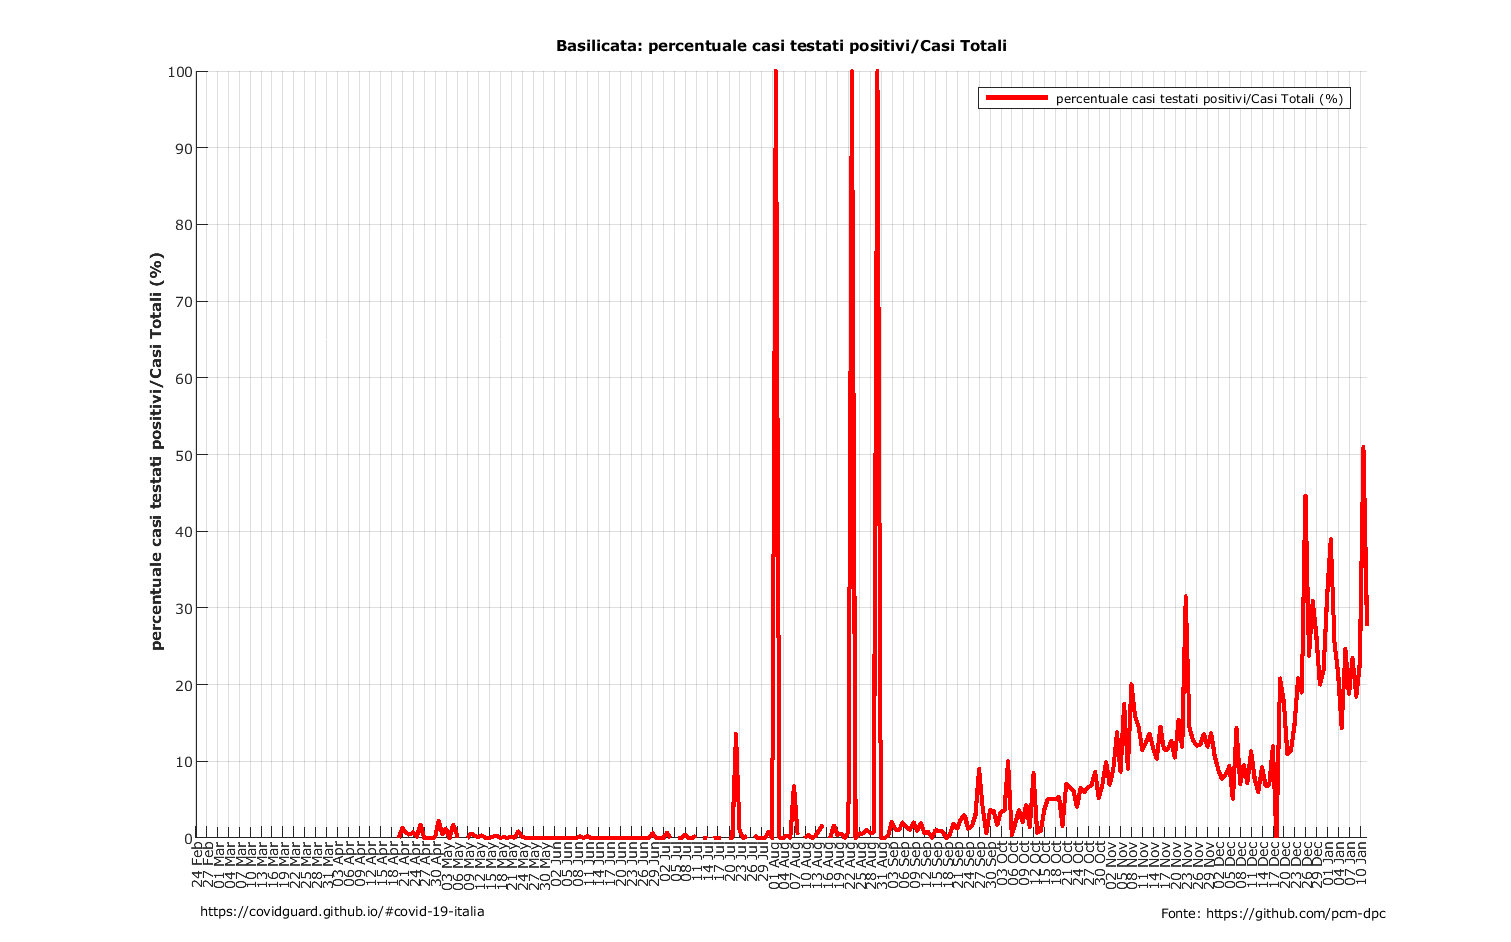 Basilicata: percentuale casi testati positivi/Casi Totali
percentuale casi testati positivi/Casi Totali (%)
percentuale casi testati positivi/Casi Totali (%)
100
90
80
70
60
50
40
30
20
10
0
24 Feb
27 Feb
01 Mar
04 Mar
07 Mar
10 Mar
13 Mar
16 Mar
19 Mar
22 Mar
25 Mar
28 Mar
31 Mar
03 Apr
06 Apr
09 Apr
12 Apr
15 Apr
18 Apr
21 Apr
24 Apr
27 Apr
30 Apr
03 May
06 May
09 May
12 May
15 May
18 May
21 May
24 May
27 May
30 May
02 Jun
05 Jun
08 Jun
11 Jun
14 Jun
17 Jun
20 Jun
23 Jun
26 Jun
29 Jun
02 Jul
05 Jul
08 Jul
11 Jul
14 Jul
17 Jul
20 Jul
23 Jul
26 Jul
29 Jul
01 Aug
04 Aug
07 Aug
10 Aug
13 Aug
16 Aug
19 Aug
22 Aug
25 Aug
28 Aug
31 Aug
03 Sep
06 Sep
09 Sep
12 Sep
15 Sep
18 Sep
21 Sep
24 Sep
27 Sep
30 Sep
03 Oct
06 Oct
09 Oct
12 Oct
15 Oct
18 Oct
21 Oct
24 Oct
27 Oct
30 Oct
02 Nov
05 Nov
08 Nov
11 Nov
14 Nov
17 Nov
20 Nov
23 Nov
26 Nov
29 Nov
02 Dec
05 Dec
08 Dec
11 Dec
14 Dec
17 Dec
20 Dec
23 Dec
26 Dec
29 Dec
01 Jan
04 Jan
07 Jan
10 Jan
https://covidguard.github.io/#covid-19-italia
Fonte: https://github.com/pcm-dpc